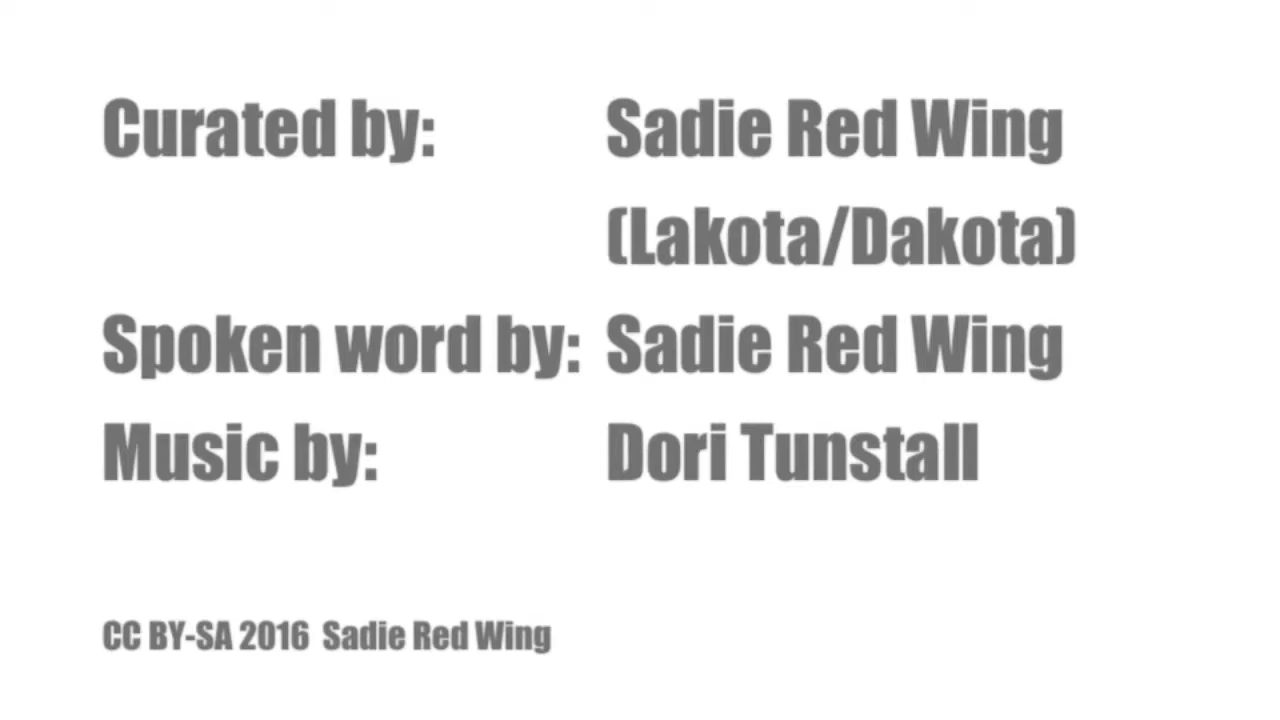 Curated by: Sadie Red Wing
(Lakota/Dakota)
Spoken word by: Sadie Red Wing
Music by: Dori Tunstall
CC BY-SA 2016 Sadie Red Wing